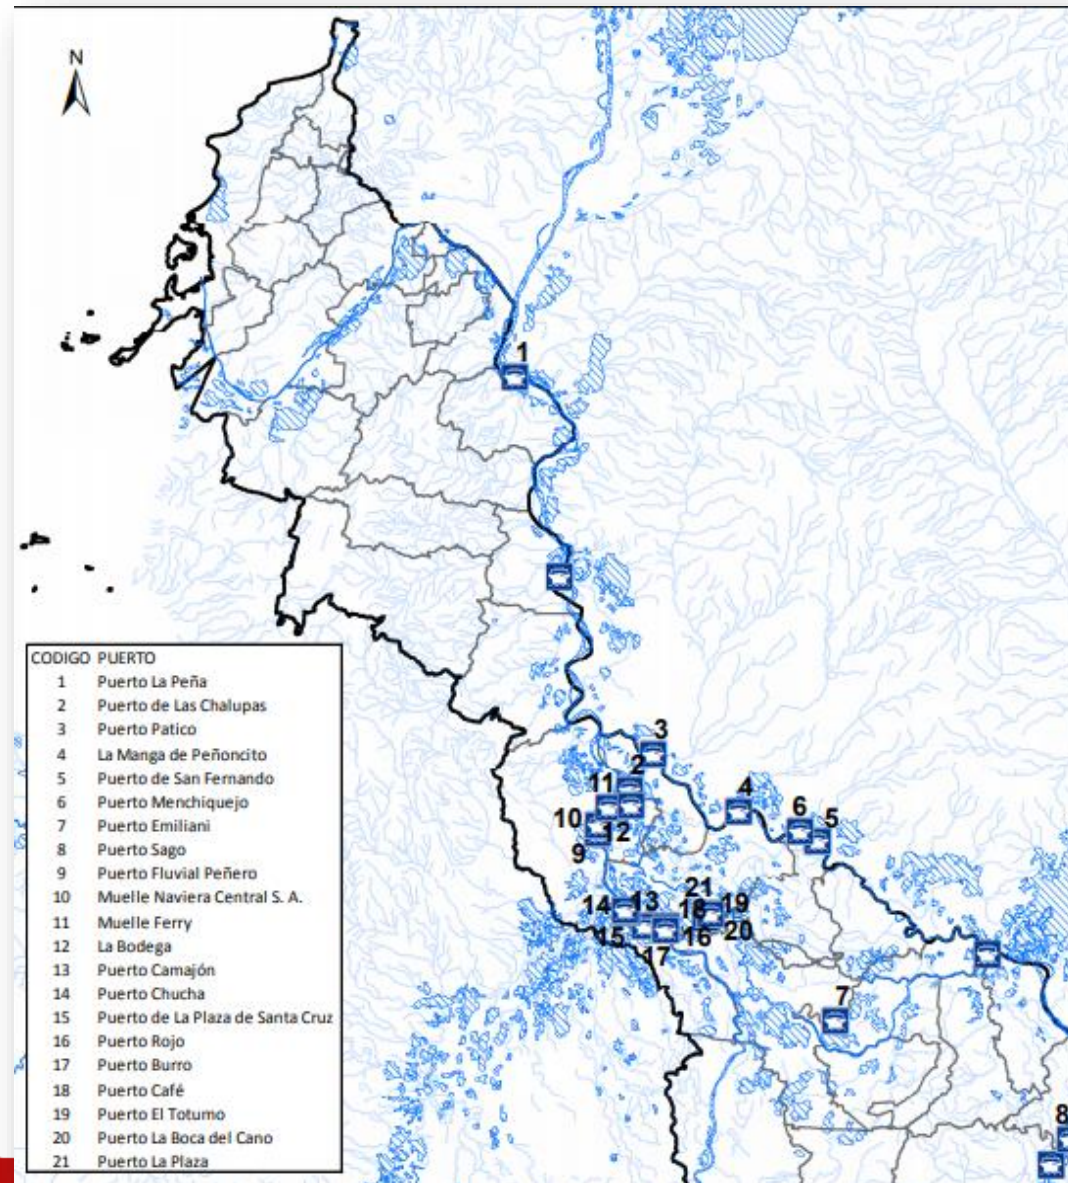 N
1
3
2
11
4
10
12
6
5
9
21
14
13
18
19
15
16
20
17
7
8
CODIGO PUERTO
1 Puerto La Peña
2 Puerto de Las Chalupas
3 Puerto Patico
4 La Manga de Peñoncito
5 Puerto de San Fernando
6 Puerto Menchiquejo
7 Puerto Emiliani
8 Puerto Sago
9 Puerto Fluvial Peñero
10 Muelle Naviera Central S. A.
11 Muelle Ferry
12 La Bodega
13 Puerto Camajón
14 Puerto Chucha
15 Puerto de La Plaza de Santa Cruz
16 Puerto Rojo
17 Puerto Burro
18 Puerto Café
19 Puerto El Totumo
20 Puerto La Boca del Cano
21 Puerto La Plaza